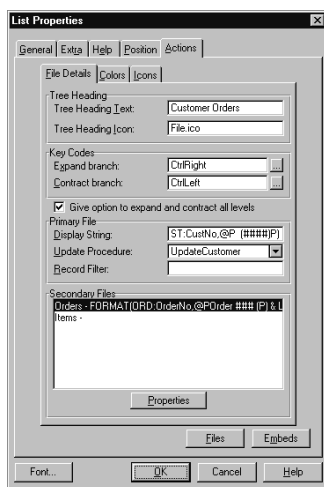 List Properties
General Extra Help Position Actions
File Details Colors Icons
Tree Heading
Tree Heading Text: Customer Orders
Tree Heading Icon: File.ico
Key Codes
Expand branch: CtrlRight ...
Contract branch: CtrlLeft ...
Give option to expand and contract all levels
Primary File
Display String: ST:CustNo,@P (####)P)
Update Procedure: UpdateCustomer
Record Filter:
Secondary Files
Orders - FORMAT(ORD:OrderNo,@POrder ### (P) & L
Items -
Properties
Files Embeds
Font... OK Cancel Help